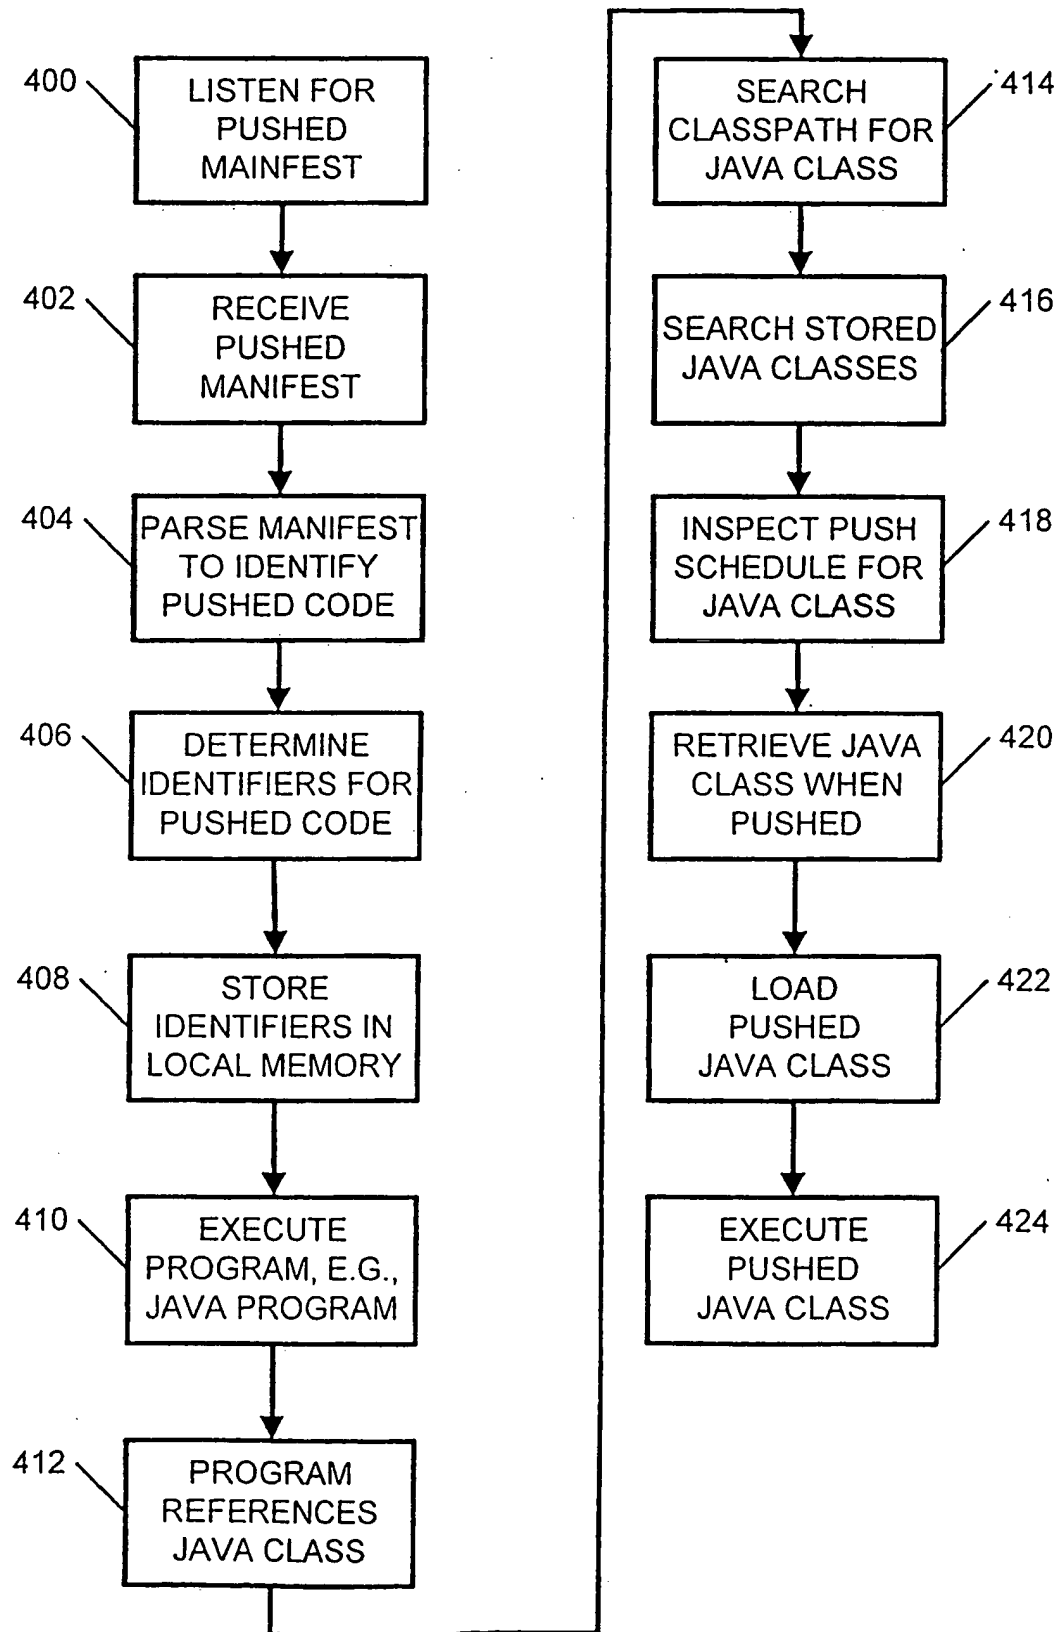 400
LISTEN FOR
PUSHED
MAINFEST
402
RECEIVE
PUSHED
MANIFEST
404
PARSE MANIFEST
TO IDENTIFY
PUSHED CODE
406
DETERMINE
IDENTIFIERS FOR
PUSHED CODE
408
STORE
IDENTIFIERS IN
LOCAL MEMORY
410
EXECUTE
PROGRAM, E.G.,
JAVA PROGRAM
412
PROGRAM
REFERENCES
JAVA CLASS
414
SEARCH
CLASSPATH FOR
JAVA CLASS
416
SEARCH STORED
JAVA CLASSES
418
INSPECT PUSH
SCHEDULE FOR
JAVA CLASS
420
RETRIEVE JAVA
CLASS WHEN
PUSHED
422
LOAD
PUSHED
JAVA CLASS
424
EXECUTE
PUSHED
JAVA CLASS